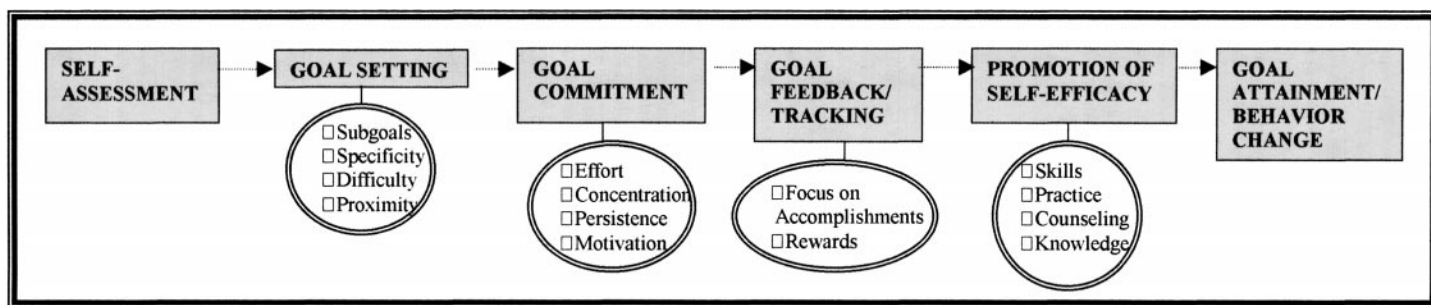 SELF-
ASSESSMENT
GOAL SETTING
□Subgoals
□Specificity
□Difficulty
□Proximity
GOAL
COMMITMENT
□Effort
□Concentration
□Persistence
□Motivation
GOAL
FEEDBACK/
TRACKING
□Focus on
Accomplishments
□Rewards
PROMOTION OF
SELF-EFFICACY
□Skills
□Practice
□Counseling
□Knowledge
GOAL
ATTAINMENT/
BEHAVIOR
CHANGE